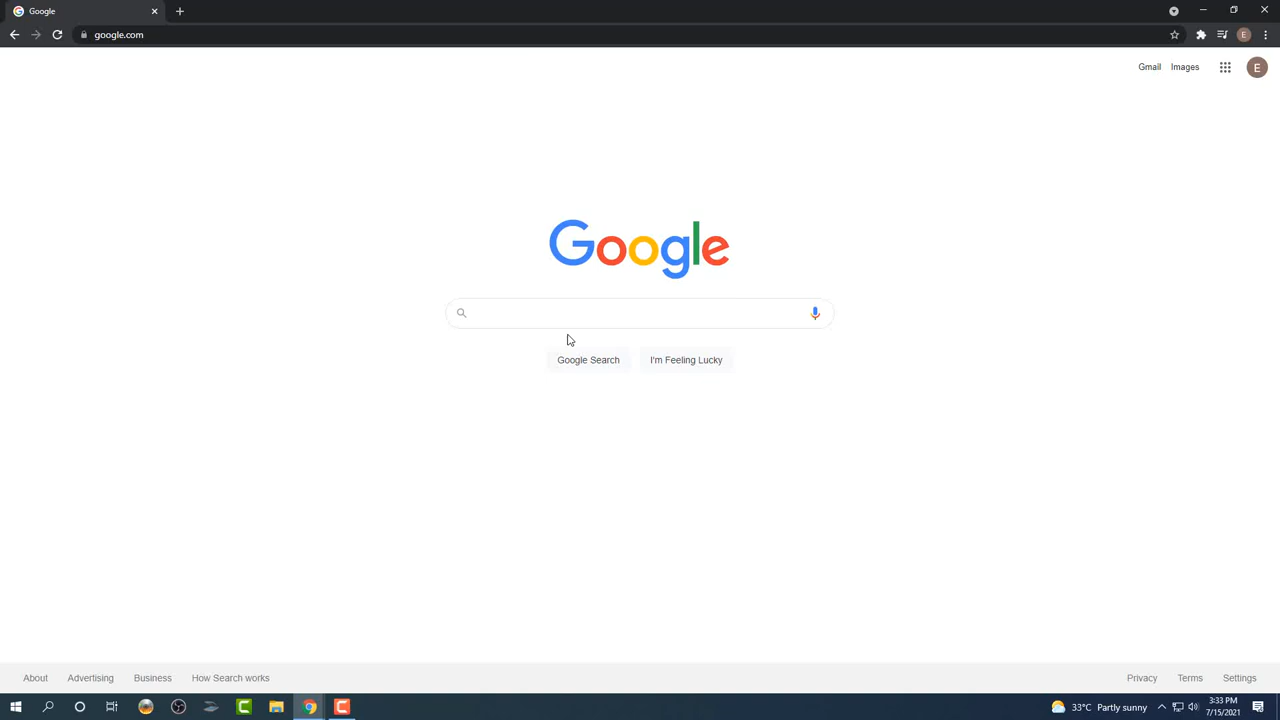 Google
google.com
E
Gmail
Images
E
Google
Google Search
I'm Feeling Lucky
About
Advertising
Business
How Search works
Privacy
Terms
Settings
33°C Partly sunny
3:33 PM
7/15/2021